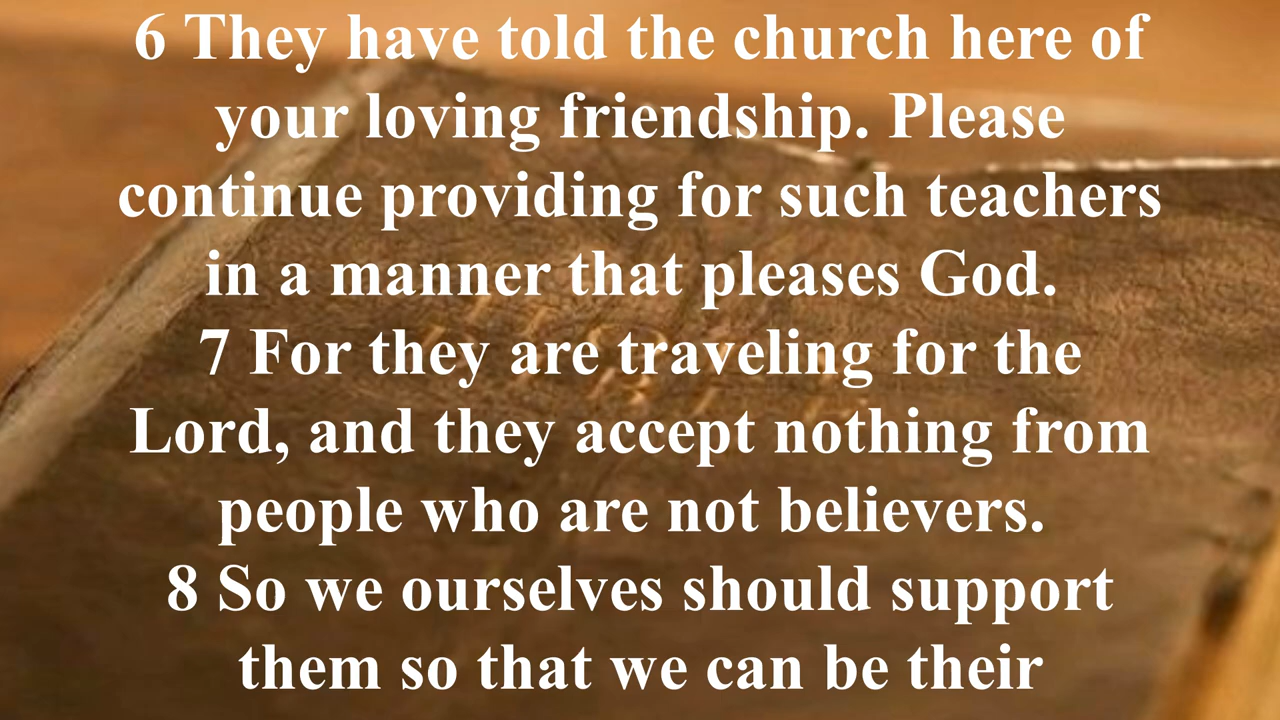 6 They have told the church here of
your loving friendship. Please
continue providing for such teachers
in a manner that pleases God.
7 For they are traveling for the
Lord, and they accept nothing from
people who are not believers.
8 So we ourselves should support
them so that we can be their